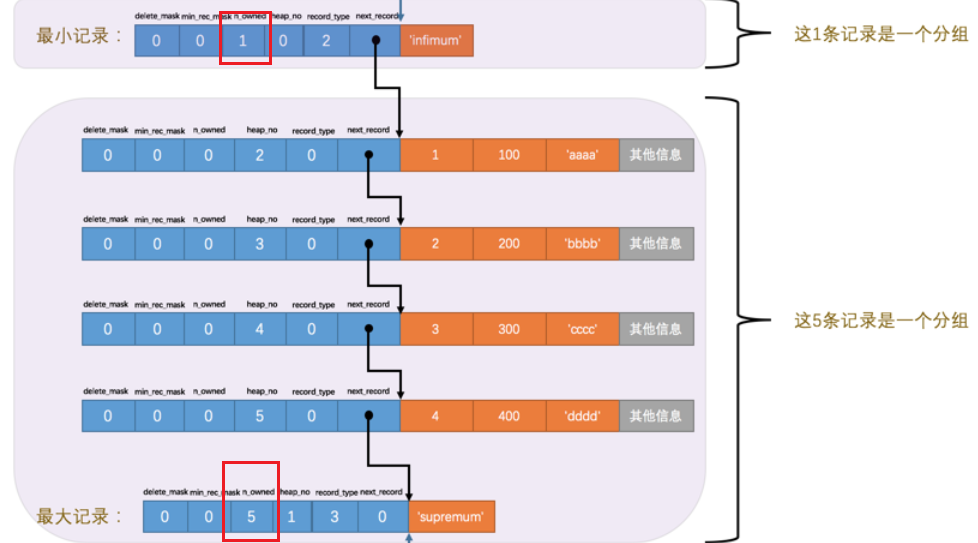 delete_mask min_rec_mask n_owned heap_no record_type next_record
最小记录： 0 0 1 0 2 'infimum' 这1条记录是一个分组
delete_mask min_rec_mask n_owned heap_no record_type next_record
0 0 0 2 0 1 100 'aaaa' 其他信息
delete_mask min_rec_mask n_owned heap_no record_type next_record
0 0 0 3 0 2 200 'bbbb' 其他信息
delete_mask min_rec_mask n_owned heap_no record_type next_record
0 0 0 4 0 3 300 'cccc' 其他信息
这5条记录是一个分组
delete_mask min_rec_mask n_owned heap_no record_type next_record
0 0 0 5 0 4 400 'dddd' 其他信息
delete_mask min_rec_mask n_owned heap_no record_type next_record
最大记录： 0 0 5 1 3 0 'supremum'